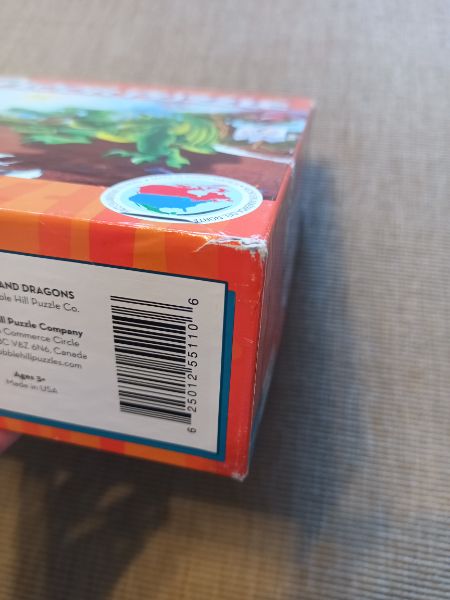 AND DRAGONS
ble Hill Puzzle Co.
ill Puzzle Company
Commerce Circle
BC V8Z 6N6, Canada
bblehillpuzzles.com
Ages 3+
Made in USA
6 25012 55110 6